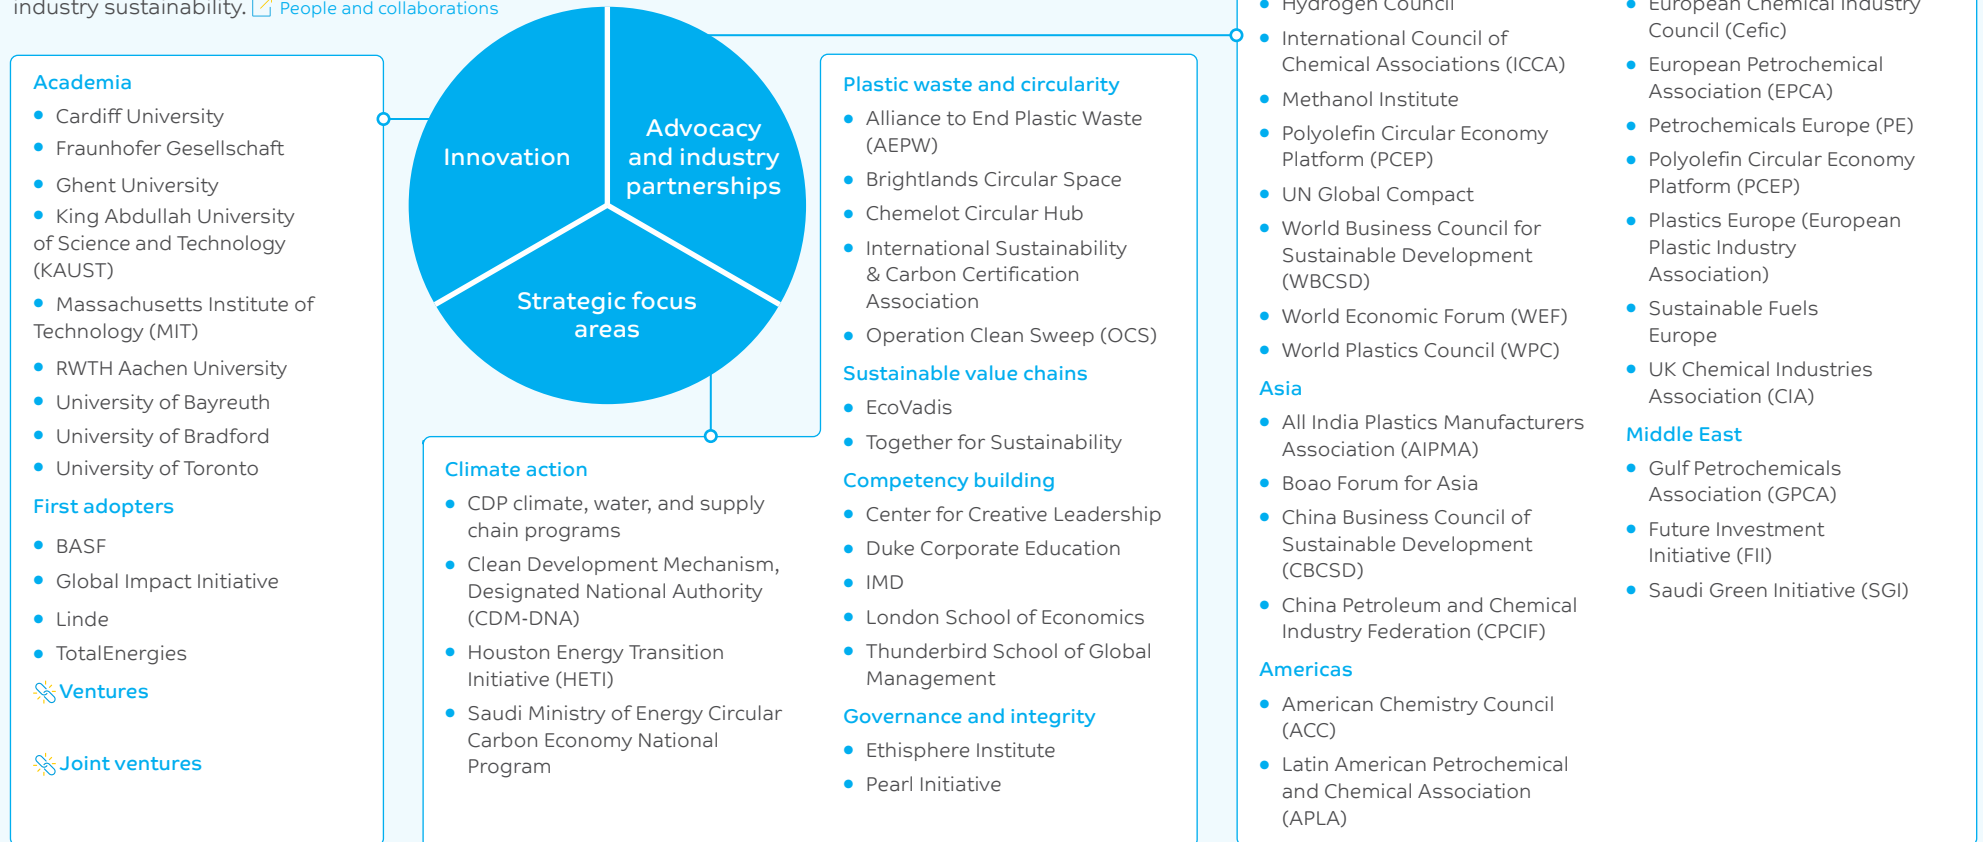 industry sustainability. People and collaborations
Academia
Cardiff University
Fraunhofer Gesellschaft
Ghent University
King Abdullah University
of Science and Technology
(KAUST)
Massachusetts Institute of
Technology (MIT)
RWTH Aachen University
University of Bayreuth
University of Bradford
University of Toronto
First adopters
BASF
Global Impact Initiative
Linde
TotalEnergies
Ventures
Joint ventures
Innovation
Advocacy
and industry
partnerships
Strategic focus
areas
Climate action
CDP climate, water, and supply
chain programs
Clean Development Mechanism,
Designated National Authority
(CDM-DNA)
Houston Energy Transition
Initiative (HETI)
Saudi Ministry of Energy Circular
Carbon Economy National
Program
Plastic waste and circularity
Alliance to End Plastic Waste
(AEPW)
Brightlands Circular Space
Chemelot Circular Hub
International Sustainability
& Carbon Certification
Association
Operation Clean Sweep (OCS)
Sustainable value chains
EcoVadis
Together for Sustainability
Competency building
Center for Creative Leadership
Duke Corporate Education
IMD
London School of Economics
Thunderbird School of Global
Management
Governance and integrity
Ethisphere Institute
Pearl Initiative
Hydrogen Council
International Council of
Chemical Associations (ICCA)
Methanol Institute
Polyolefin Circular Economy
Platform (PCEP)
UN Global Compact
World Business Council for
Sustainable Development
(WBCSD)
World Economic Forum (WEF)
World Plastics Council (WPC)
Asia
All India Plastics Manufacturers
Association (AIPMA)
Boao Forum for Asia
China Business Council of
Sustainable Development
(CBCSD)
China Petroleum and Chemical
Industry Federation (CPCIF)
Americas
American Chemistry Council
(ACC)
Latin American Petrochemical
and Chemical Association
(APLA)
European Chemical Industry
Council (Cefic)
European Petrochemical
Association (EPCA)
Petrochemicals Europe (PE)
Polyolefin Circular Economy
Platform (PCEP)
Plastics Europe (European
Plastic Industry
Association)
Sustainable Fuels
Europe
UK Chemical Industries
Association (CIA)
Middle East
Gulf Petrochemicals
Association (GPCA)
Future Investment
Initiative (FII)
Saudi Green Initiative (SGI)